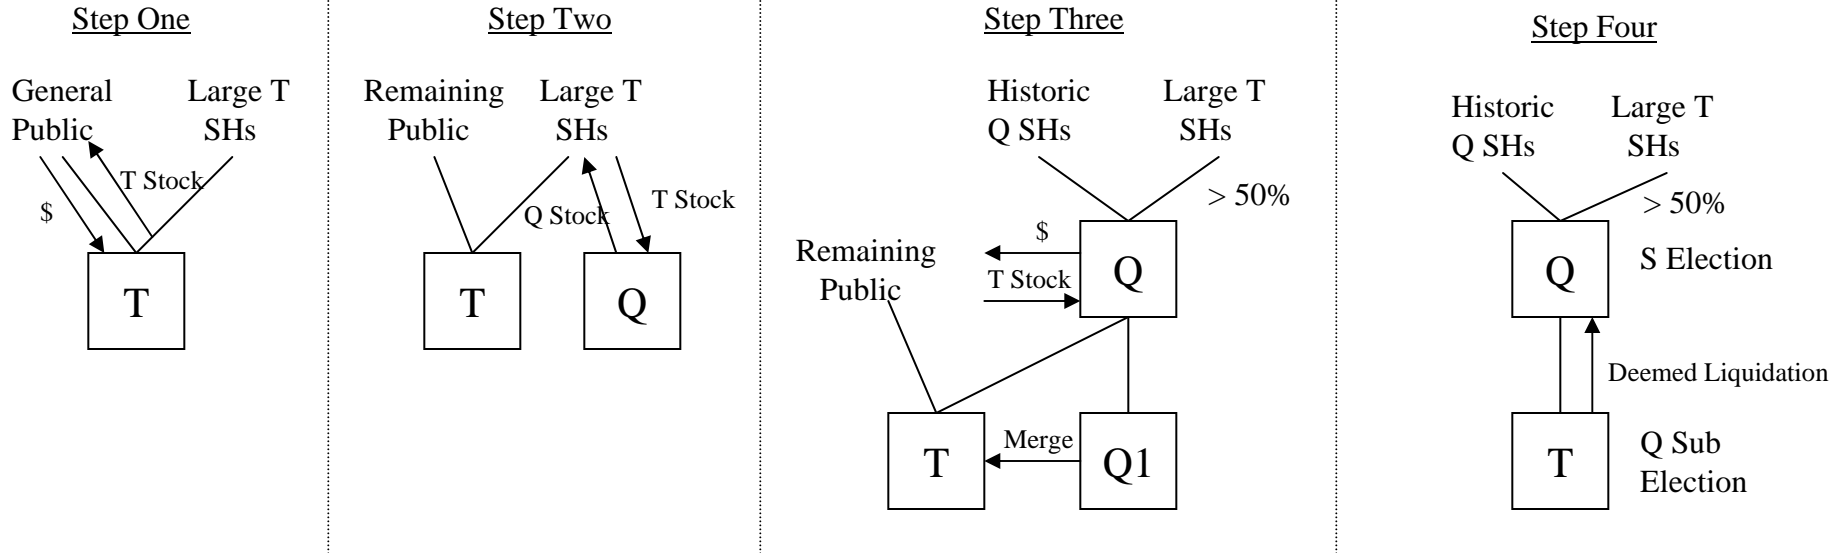 Step One
General
Public
Large T
SHs
T Stock
$
T
Step Two
Remaining
Public
Large T
SHs
Q Stock
T Stock
T
Q
Step Three
Historic
Q SHs
Large T
SHs
> 50%
Remaining
Public
$
T Stock
Q
T
Merge
Q1
Step Four
Historic
Q SHs
Large T
SHs
> 50%
Q
S Election
Deemed Liquidation
T
Q Sub
Election